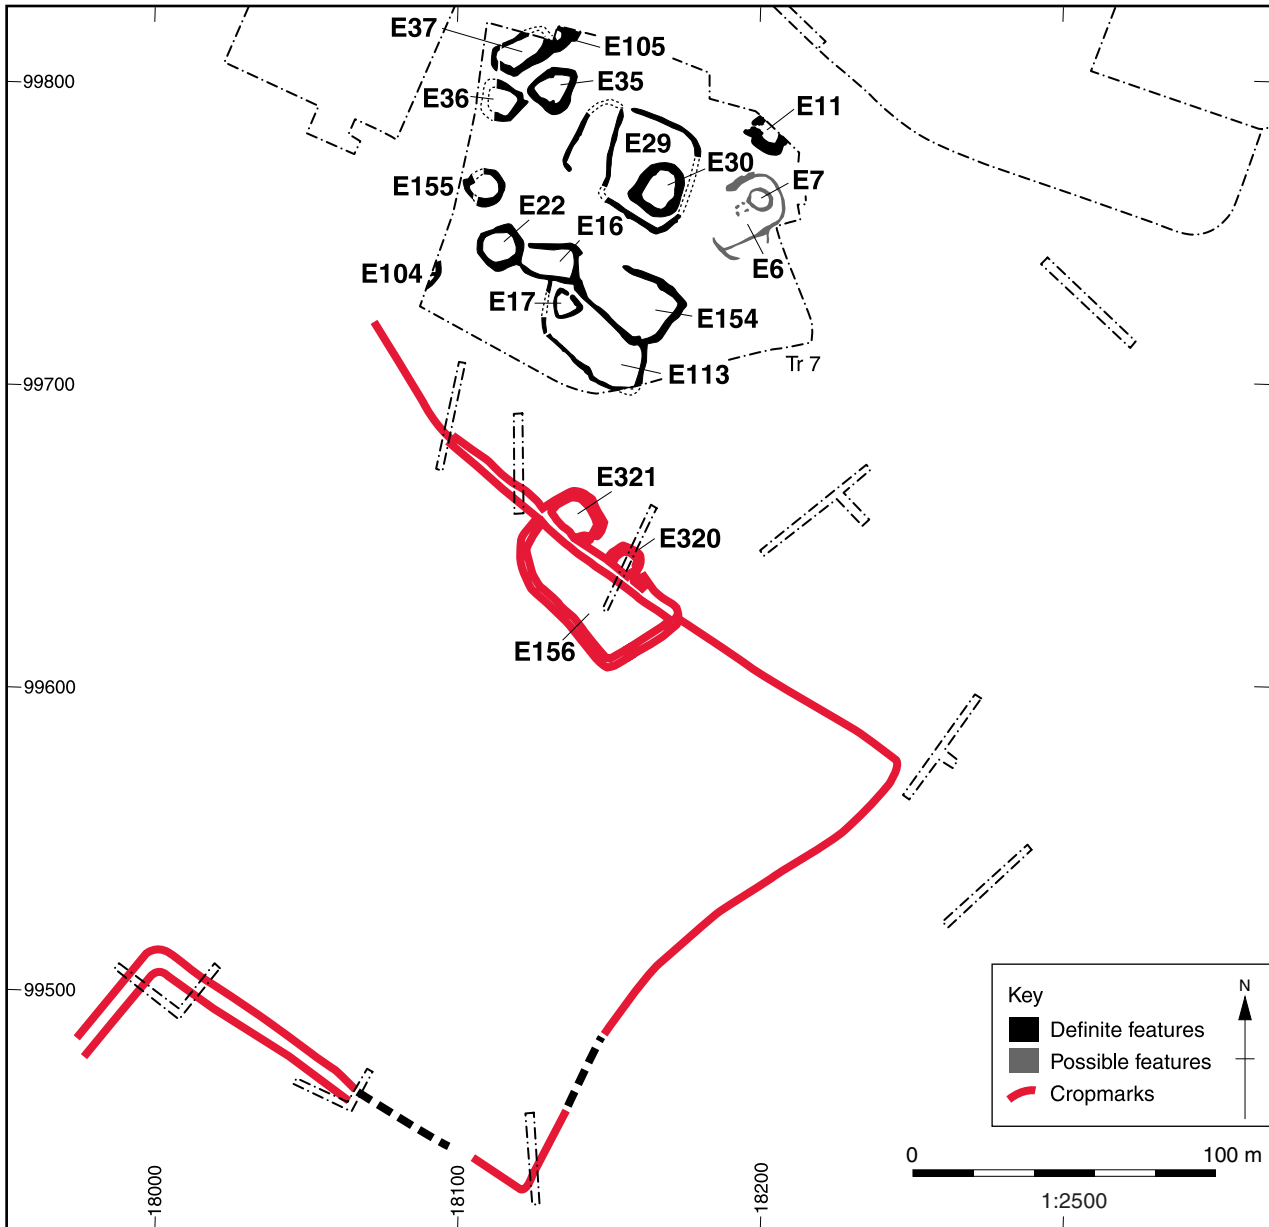 E37
E105
99800
E35
E36
E11
E29
E30
E155
E7
E22
E16
E104
E6
E17
E154
Tr 7
E113
99700
E321
E320
E156
99600
99500
Key
N
Definite features
Possible features
Cropmarks
0 100 m
1:2500
18000
18100
18200